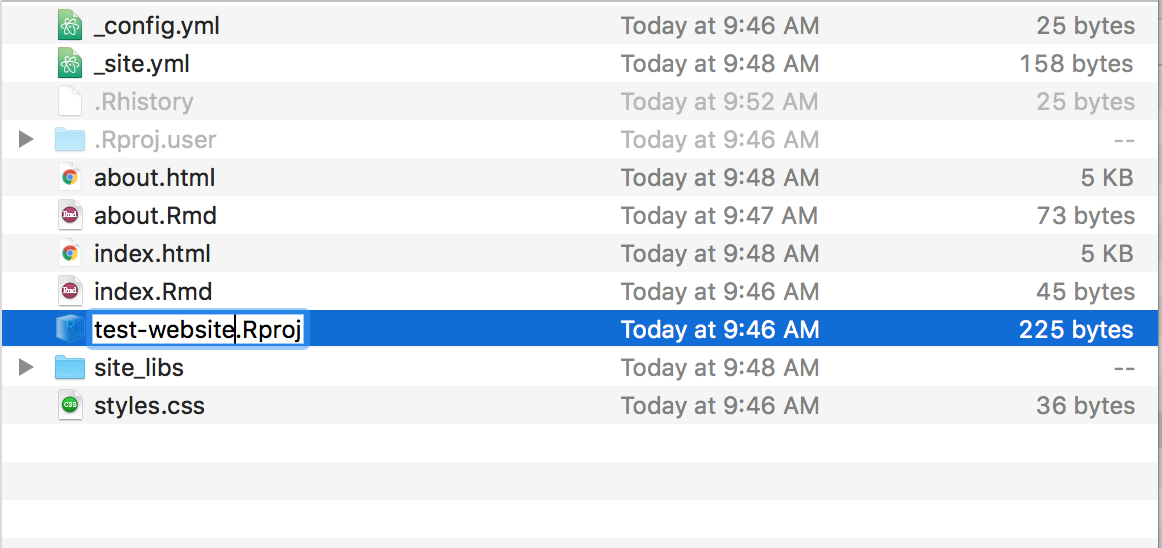 _config.yml Today at 9:46 AM 25 bytes
_site.yml Today at 9:48 AM 158 bytes
.Rhistory Today at 9:52 AM 25 bytes
.Rproj.user Today at 9:46 AM --
about.html Today at 9:48 AM 5 KB
Rmd about.Rmd Today at 9:47 AM 73 bytes
index.html Today at 9:48 AM 5 KB
Rmd index.Rmd Today at 9:48 AM 45 bytes
R test-website.Rproj Today at 9:46 AM 225 bytes
site_libs Today at 9:48 AM --
CSS styles.css Today at 9:46 AM 36 bytes